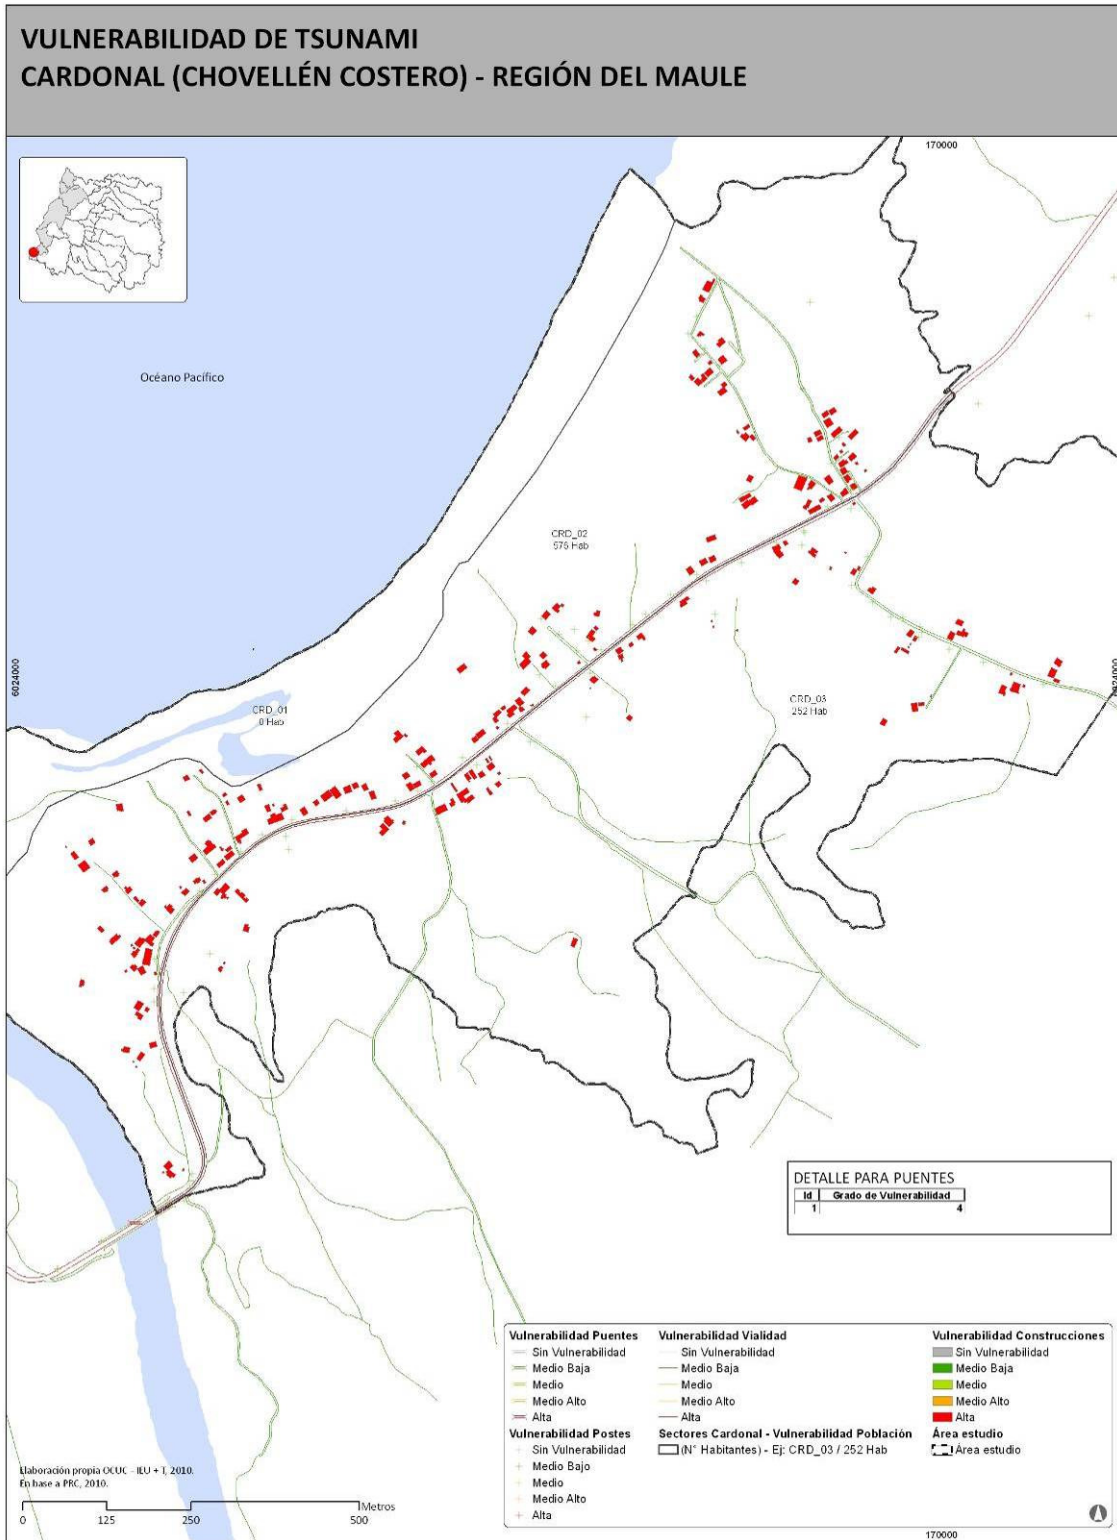 VULNERABILIDAD DE TSUNAMI
CARDONAL (CHOVELLÉN COSTERO) - REGIÓN DEL MAULE
170000
Océano Pacífico
CRD_02
576 Hab
6024000
6024000
CRD_01
0 Hab
CRD_03
252 Hab
DETALLE PARA PUENTES
Id Grado de Vulnerabilidad
1 4
Vulnerabilidad Puentes
Sin Vulnerabilidad
Medio Baja
Medio
Medio Alto
Alta
Vulnerabilidad Postes
Sin Vulnerabilidad
Medio Bajo
Medio
Medio Alto
Alta
Vulnerabilidad Vialidad
Sin Vulnerabilidad
Medio Baja
Medio
Medio Alto
Alta
Sectores Cardonal - Vulnerabilidad Población
(N° Habitantes) - Ej: CRD_03 / 252 Hab
Vulnerabilidad Construcciones
Sin Vulnerabilidad
Medio Baja
Medio
Medio Alto
Alta
Área estudio
Área estudio
Elaboración propia OCUC - IEU + T, 2010.
En base a PRC, 2010.
Metros
0 125 250 500
170000